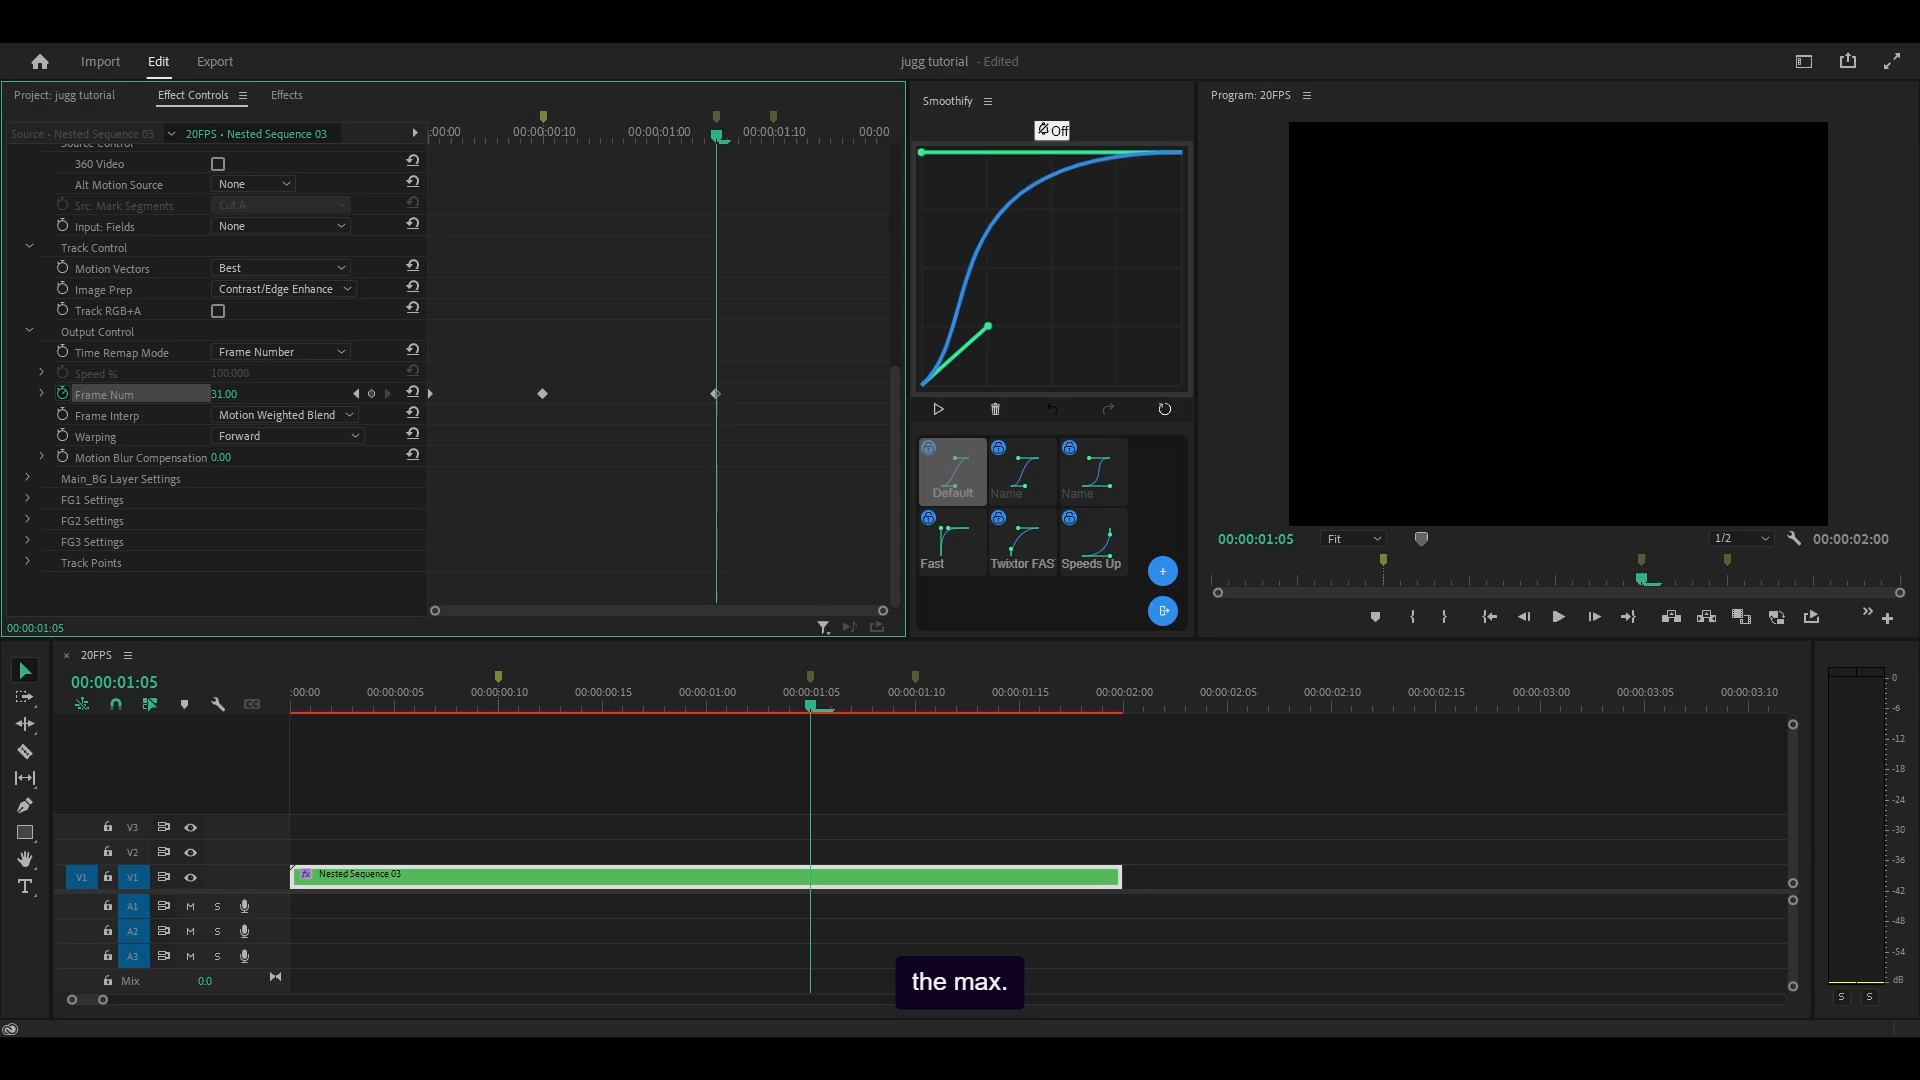 Import Edit Export
jugg tutorial - Edited
Project: jugg tutorial Effect Controls Effects
Source • Nested Sequence 03 20FPS • Nested Sequence 03
:00:00 00:00:00:10 00:00:01:00 00:00:01:10 00:00
Source Control
360 Video
Alt Motion Source None
Src: Mark Segments Cut A
Input: Fields None
Track Control
Motion Vectors Best
Image Prep Contrast/Edge Enhance
Track RGB+A
Output Control
Time Remap Mode Frame Number
Speed % 100.000
Frame Num 31.00
Frame Interp Motion Weighted Blend
Warping Forward
Motion Blur Compensation 0.00
Main_BG Layer Settings
FG1 Settings
FG2 Settings
FG3 Settings
Track Points
00:00:01:05
Smoothify
Off
Default Name Name
Fast Twixtor FAS Speeds Up
Program: 20FPS
00:00:01:05 Fit 1/2 00:00:02:00
20FPS
00:00:01:05
:00:00 00:00:00:05 00:00:00:10 00:00:00:15 00:00:01:00 00:00:01:05 00:00:01:10 00:00:01:15 00:00:02:00 00:00:02:05 00:00:02:10 00:00:02:15 00:00:03:00 00:00:03:05 00:00:03:10
V3
V2
V1 V1 fx Nested Sequence 03
A1 M S
A2 M S
A3 M S
Mix 0.0
the max.
0
-6
-12
-18
-24
-30
-36
-42
-48
-54
dB
S S